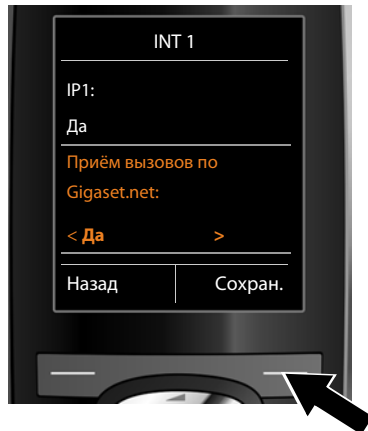 INT 1
IP1:
Да
Приём вызовов по
Gigaset.net:
< Да >
Назад Сохран.